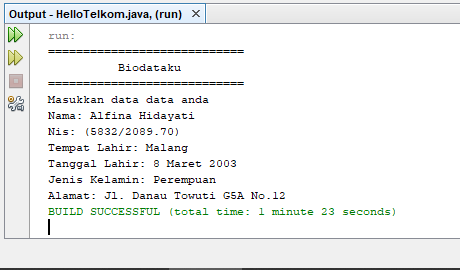 Output - HelloTelkom.java, (run) ×
run:
============================
Biodataku
============================
Masukkan data data anda
Nama: Alfina Hidayati
Nis: (5832/2089.70)
Tempat Lahir: Malang
Tanggal Lahir: 8 Maret 2003
Jenis Kelamin: Perempuan
Alamat: Jl. Danau Towuti G5A No.12
BUILD SUCCESSFUL (total time: 1 minute 23 seconds)